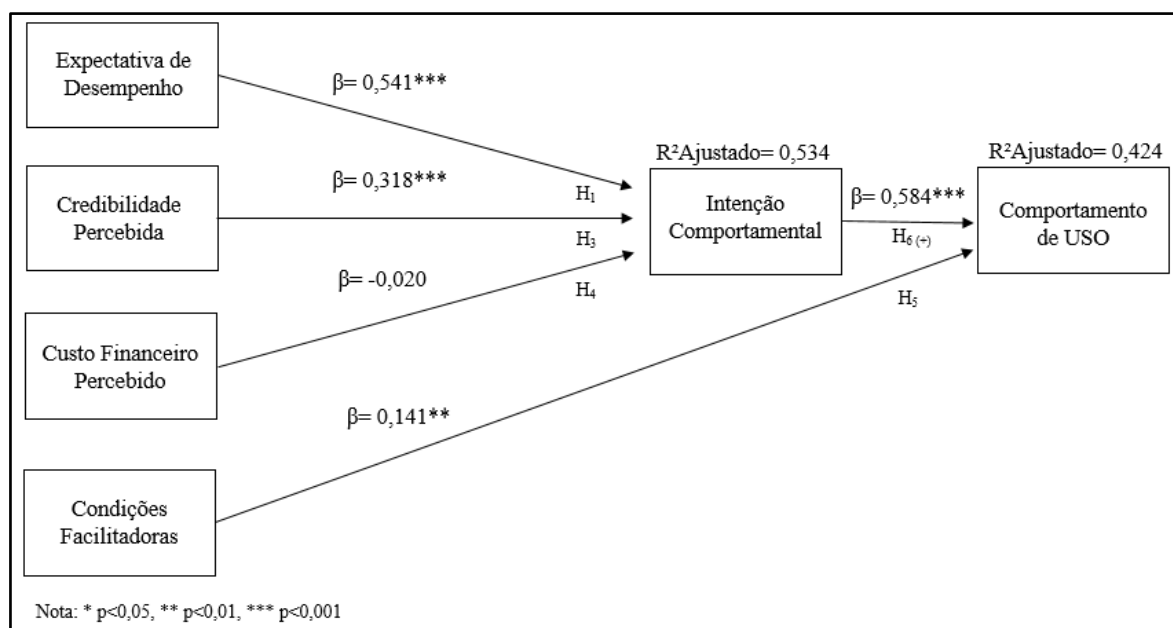 Expectativa de
Desempenho
β= 0,541***
H₁
Credibilidade
Percebida
β= 0,318***
H₃
Custo Financeiro
Percebido
β= -0,020
H₄
Condições
Facilitadoras
β= 0,141**
H₅
R²Ajustado= 0,534
Intenção
Comportamental
β= 0,584***
H₆ (+)
R²Ajustado= 0,424
Comportamento
de USO
Nota: * p<0,05, ** p<0,01, *** p<0,001